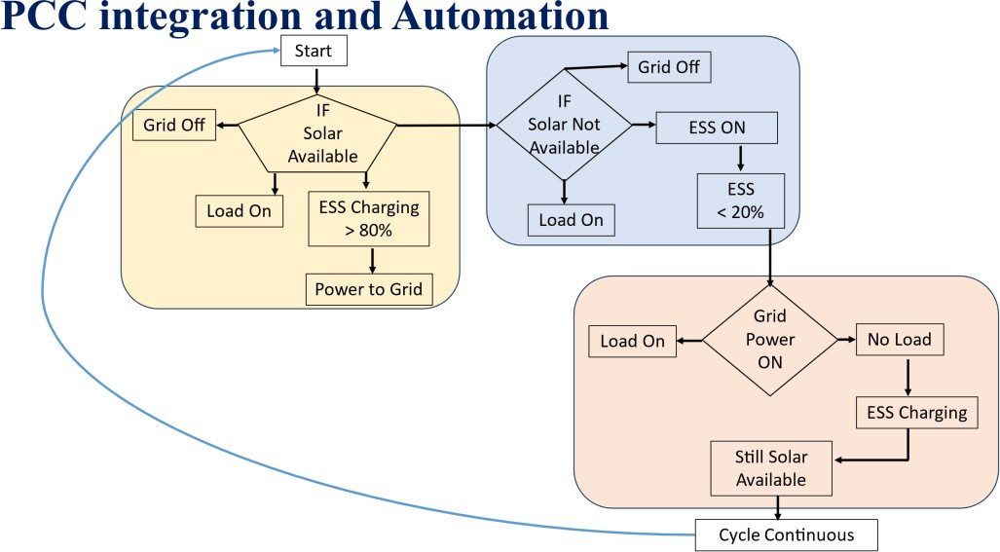 PCC integration and Automation
Start
IF
Solar
Available
Grid Off
Load On
ESS Charging
> 80%
Power to Grid
IF
Solar Not
Available
Grid Off
ESS ON
ESS
< 20%
Load On
Grid
Power
ON
Load On
No Load
ESS Charging
Still Solar
Available
Cycle Continuous